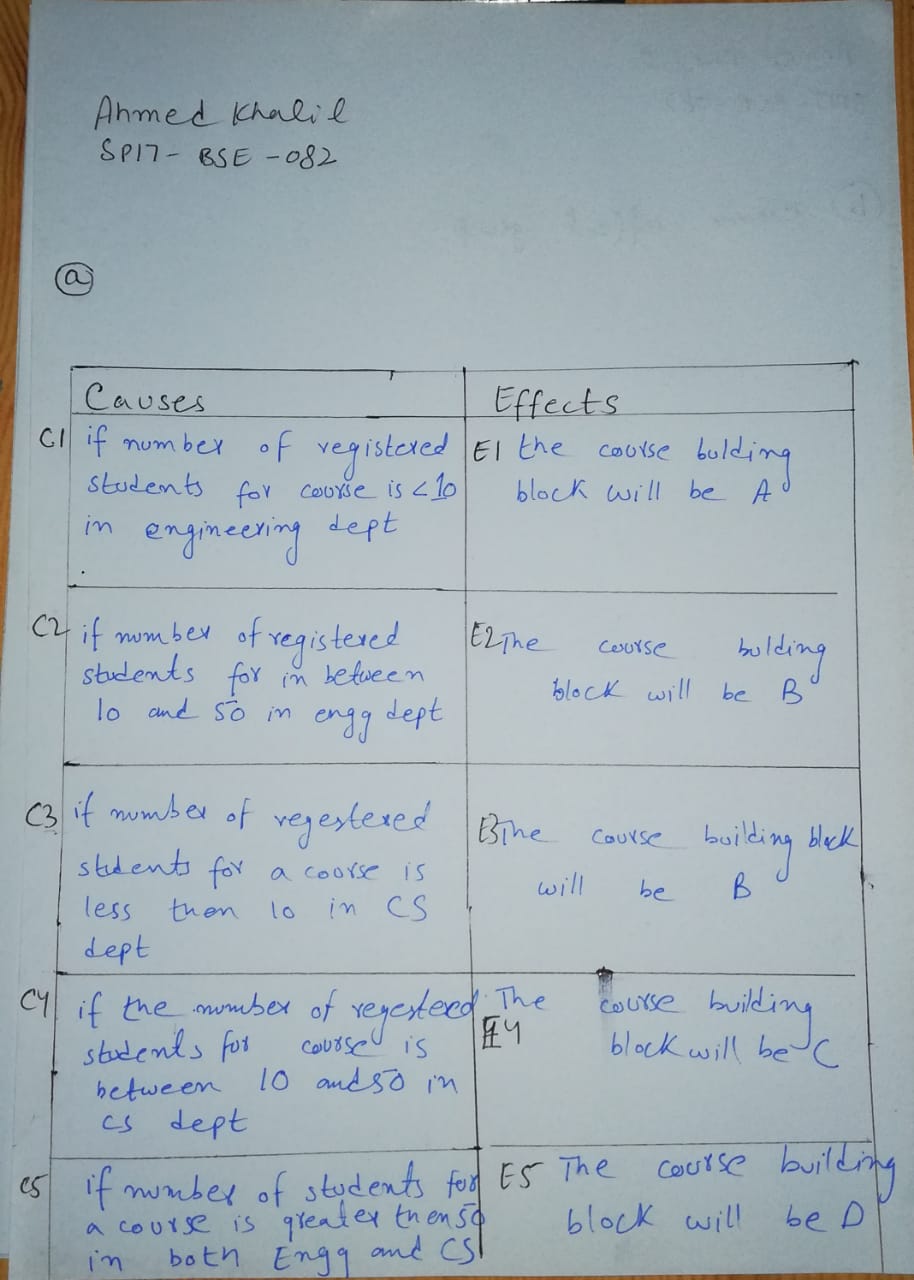 Ahmed Khalil
SP17- BSE -082
(a)
Causes
Effects
C1 if number of registered
students for course is <10
in engineering dept
E1 the course bulding
block will be A
C2 if number of registered
students for in between
10 and 50 in engg dept
E2 The course bulding
block will be B
C3 if number of regestered
students for a course is
less then 10 in CS
dept
E3 The course building block
will be B
C4 if the number of regestered
students for course is
between 10 and 50 in
CS dept
E4 The course building
block will be C
C5 if number of students for
a course is greater then 50
in both Engg and CS
E5 The course building
block will be D